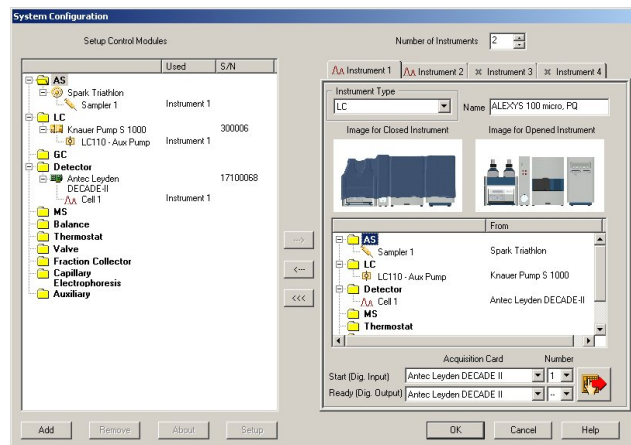 System Configuration
Setup Control Modules
Number of Instruments 2
Used S/N
AS
Spark Triathlon
Sampler 1 Instrument 1
LC
Knauer Pump S 1000 300006
LC110 - Aux Pump Instrument 1
GC
Detector
Antec Leyden DECADE-II 17100068
Cell 1 Instrument 1
MS
Balance
Thermostat
Valve
Fraction Collector
Capillary
Electrophoresis
Auxiliary
Add Remove About Setup
--->
<---
<<<
Instrument 1 Instrument 2 Instrument 3 Instrument 4
Instrument Type
LC Name ALEXYS 100 micro, PQ
Image for Closed Instrument Image for Opened Instrument
From
AS
Sampler 1 Spark Triathlon
LC
LC110 - Aux Pump Knauer Pump S 1000
Detector
Cell 1 Antec Leyden DECADE-II
MS
Thermostat
Acquisition Card Number
Start (Dig. Input) Antec Leyden DECADE II 1
Ready (Dig. Output) Antec Leyden DECADE II --
OK Cancel Help